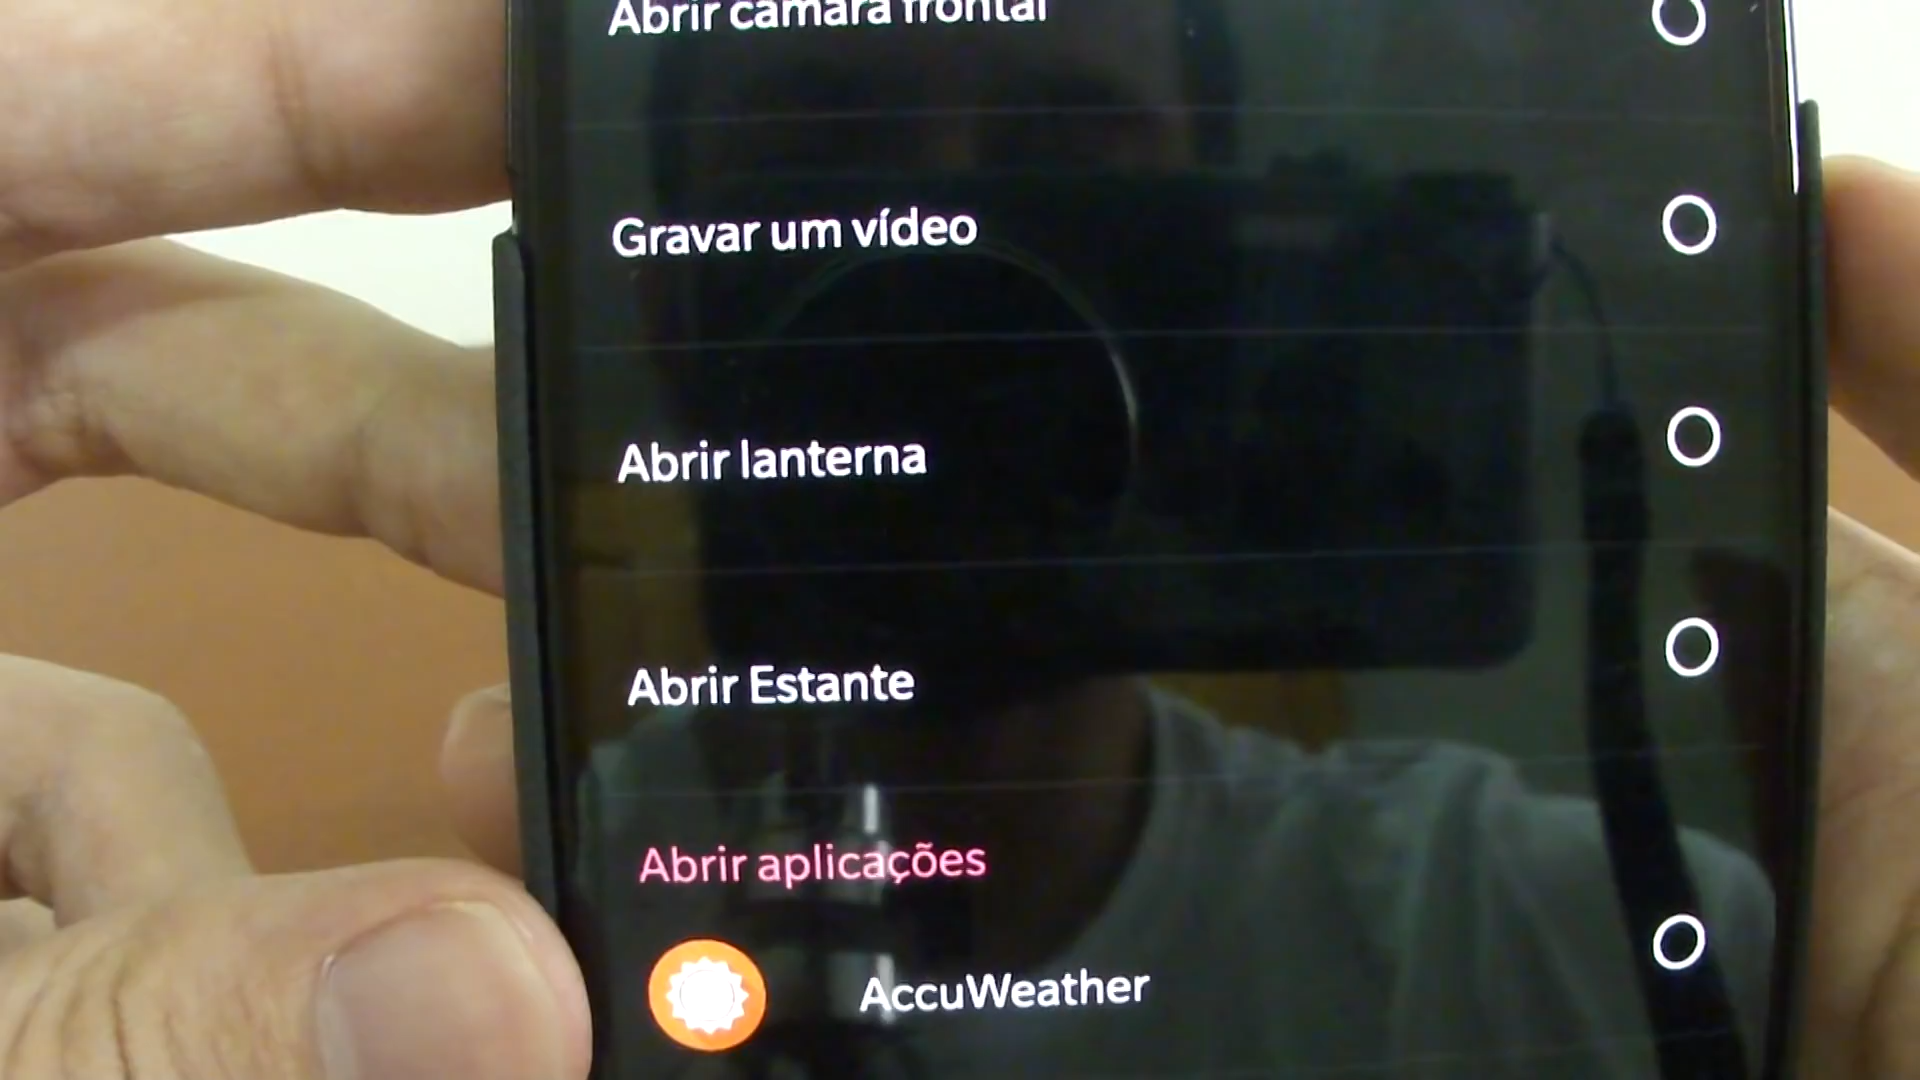 Abrir câmara frontal
Gravar um vídeo
Abrir lanterna
Abrir Estante
Abrir aplicações
AccuWeather